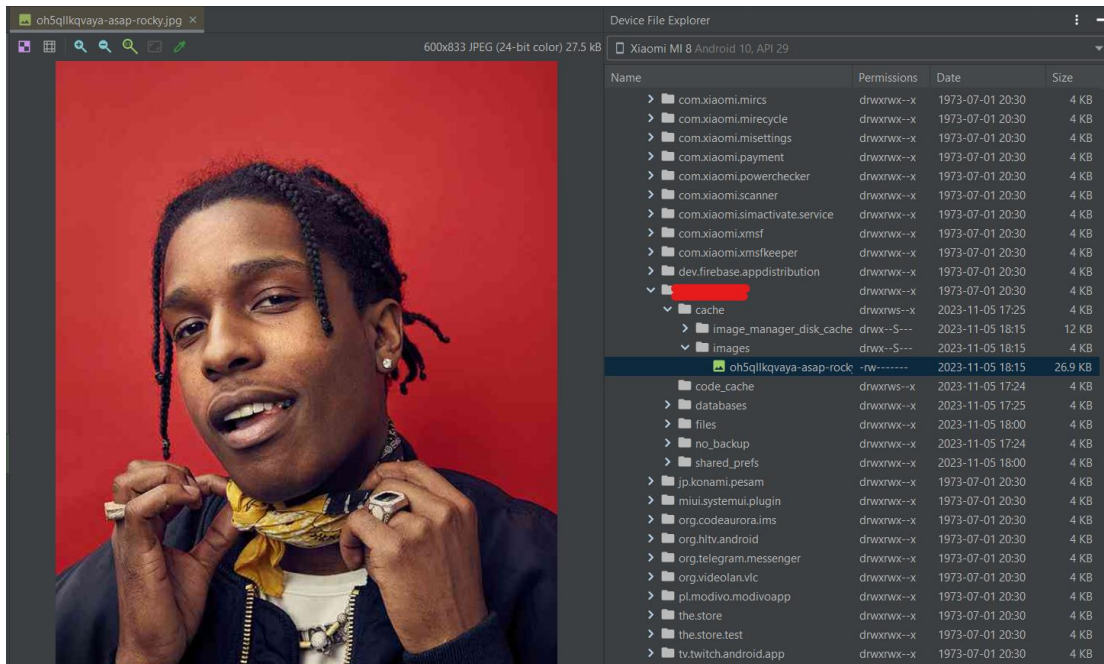 oh5qllkqvaya-asap-rocky.jpg
600x833 JPEG (24-bit color) 27.5 kB
Device File Explorer
Xiaomi MI 8 Android 10, API 29
Name Permissions Date Size
com.xiaomi.mircs drwxrwx--x 1973-07-01 20:30 4 KB
com.xiaomi.mirecycle drwxrwx--x 1973-07-01 20:30 4 KB
com.xiaomi.misettings drwxrwx--x 1973-07-01 20:30 4 KB
com.xiaomi.payment drwxrwx--x 1973-07-01 20:30 4 KB
com.xiaomi.powerchecker drwxrwx--x 1973-07-01 20:30 4 KB
com.xiaomi.scanner drwxrwx--x 1973-07-01 20:30 4 KB
com.xiaomi.simactivate.service drwxrwx--x 1973-07-01 20:30 4 KB
com.xiaomi.xmsf drwxrwx--x 1973-07-01 20:30 4 KB
com.xiaomi.xmsfkeeper drwxrwx--x 1973-07-01 20:30 4 KB
dev.firebase.appdistribution drwxrwx--x 1973-07-01 20:30 4 KB
drwxrwx--x 1973-07-01 20:30 4 KB
cache drwxrws--x 2023-11-05 17:25 4 KB
image_manager_disk_cache drwx--S--- 2023-11-05 18:15 12 KB
images drwx--S--- 2023-11-05 18:15 4 KB
oh5qllkqvaya-asap-rocky -rw------- 2023-11-05 18:15 26.9 KB
code_cache drwxrws--x 2023-11-05 17:24 4 KB
databases drwxrwx--x 2023-11-05 17:25 4 KB
files drwxrwx--x 2023-11-05 18:00 4 KB
no_backup drwxrwx--x 2023-11-05 17:24 4 KB
shared_prefs drwxrwx--x 2023-11-05 18:00 4 KB
jp.konami.pesam drwxrwx--x 1973-07-01 20:30 4 KB
miui.systemui.plugin drwxrwx--x 1973-07-01 20:30 4 KB
org.codeaurora.ims drwxrwx--x 1973-07-01 20:30 4 KB
org.hltv.android drwxrwx--x 1973-07-01 20:30 4 KB
org.telegram.messenger drwxrwx--x 1973-07-01 20:30 4 KB
org.videolan.vlc drwxrwx--x 1973-07-01 20:30 4 KB
pl.modivo.modivoapp drwxrwx--x 1973-07-01 20:30 4 KB
the.store drwxrwx--x 1973-07-01 20:30 4 KB
the.store.test drwxrwx--x 1973-07-01 20:30 4 KB
tv.twitch.android.app drwxrwx--x 1973-07-01 20:30 4 KB